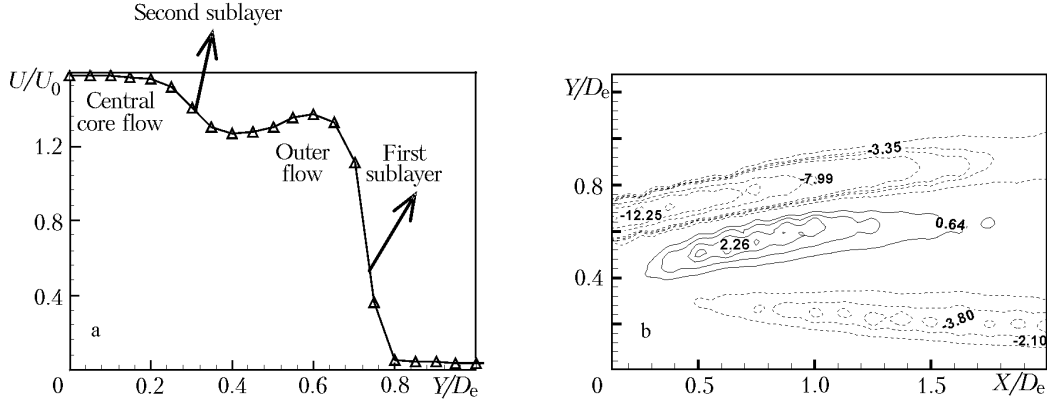 Second sublayer
a
U/U0
Central
core flow
1.2
Outer
flow
First
sublayer
0.8
0.4
0
0.2
0.4
0.6
0.8
Y/De
Y/De
-3.35
0.8
-7.99
-12.25
0.64
2.26
0.4
-3.80
b
-2.10
0
0.5
1.0
1.5
X/De